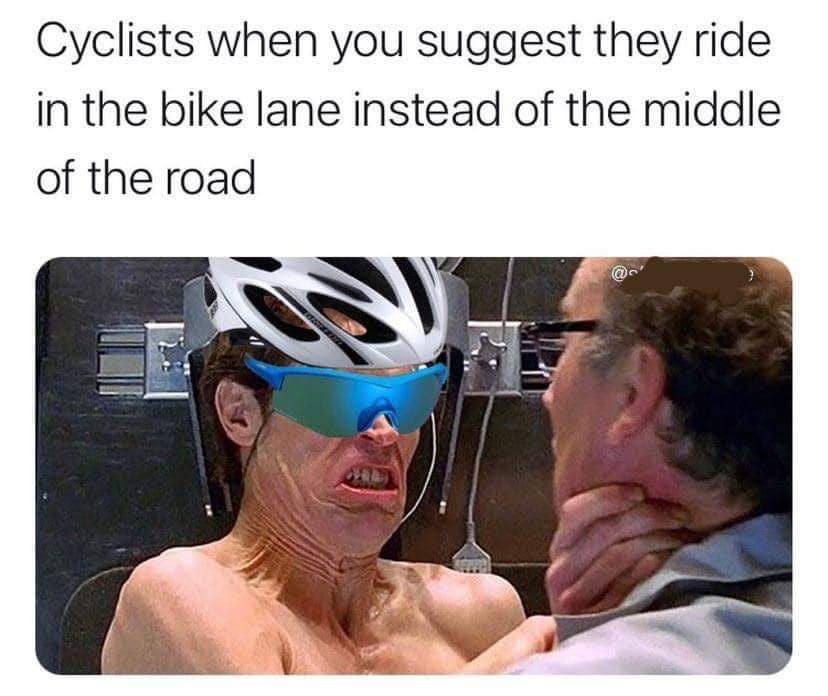 Cyclists when you suggest they ride
in the bike lane instead of the middle
of the road